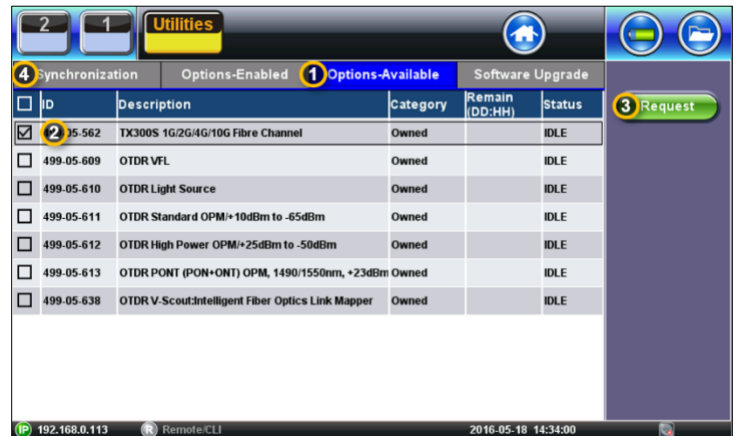 2 1 Utilities
4 Synchronization Options-Enabled 1 Options-Available Software Upgrade
ID Description Category Remain (DD:HH) Status
3 Request
2 05-562 TX300S 1G/2G/4G/10G Fibre Channel Owned IDLE
499-05-609 OTDR VFL Owned IDLE
499-05-610 OTDR Light Source Owned IDLE
499-05-611 OTDR Standard OPM/+10dBm to -65dBm Owned IDLE
499-05-612 OTDR High Power OPM/+25dBm to -50dBm Owned IDLE
499-05-613 OTDR PONT (PON+ONT) OPM, 1490/1550nm, +23dBm Owned IDLE
499-05-638 OTDR V-Scout:Intelligent Fiber Optics Link Mapper Owned IDLE
IP 192.168.0.113 R Remote/CLI 2016-05-18 14:34:00